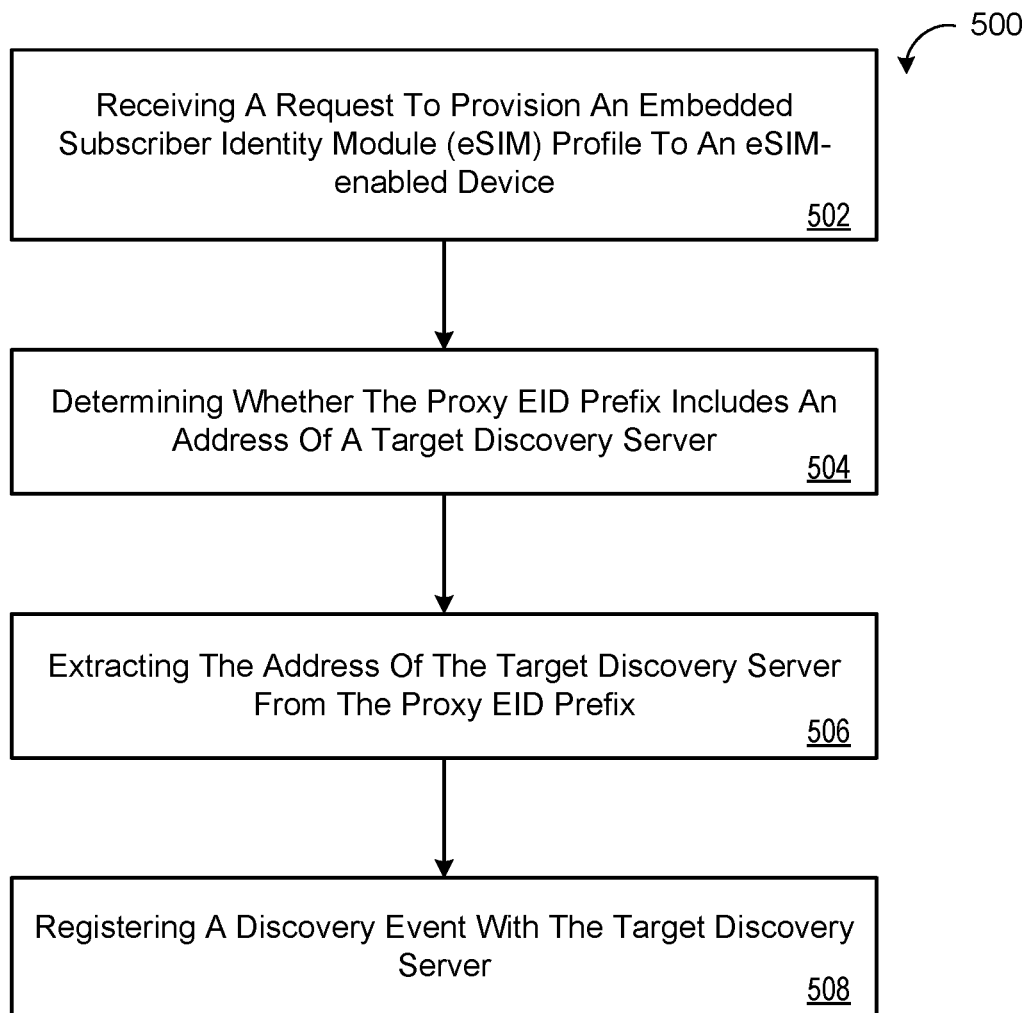 500
Receiving A Request To Provision An Embedded
Subscriber Identity Module (eSIM) Profile To An eSIM-
enabled Device
502
Determining Whether The Proxy EID Prefix Includes An
Address Of A Target Discovery Server
504
Extracting The Address Of The Target Discovery Server
From The Proxy EID Prefix
506
Registering A Discovery Event With The Target Discovery
Server
508